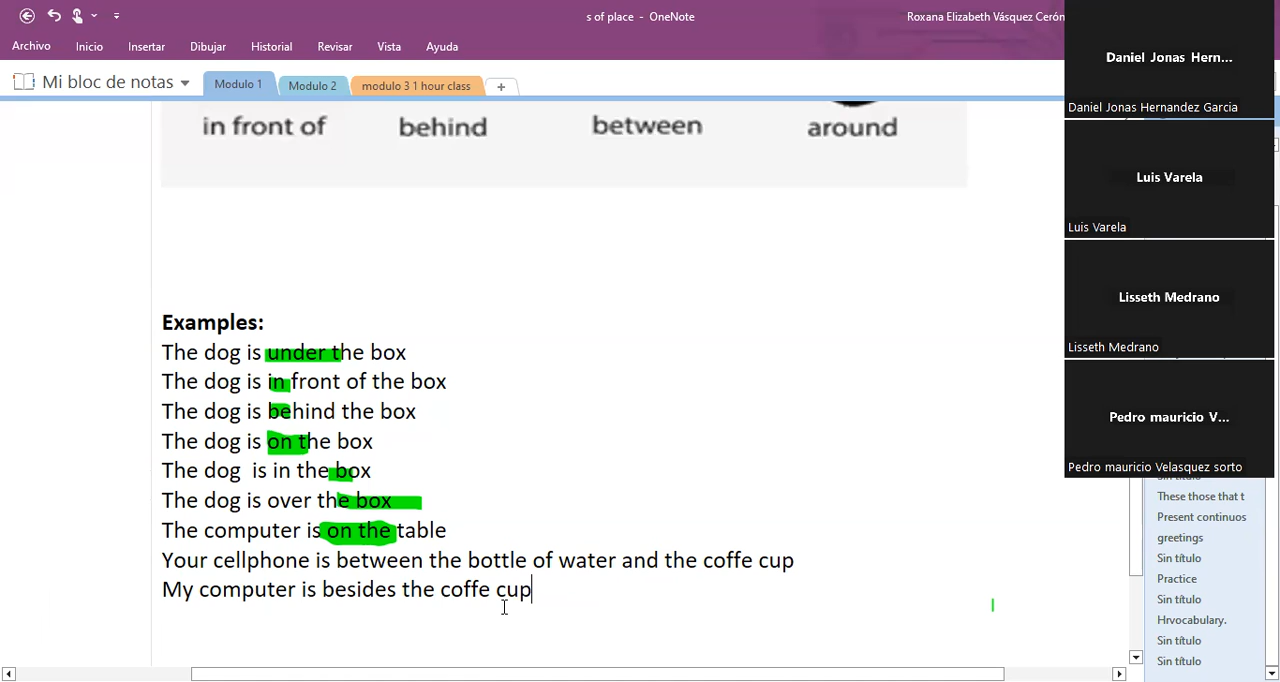 s of place - OneNote
Roxana Elizabeth Vásquez Cerón
Archivo Inicio Insertar Dibujar Historial Revisar Vista Ayuda
Mi bloc de notas Modulo 1 Modulo 2 modulo 3 1 hour class +
in front of behind between around
Examples:
The dog is under the box
The dog is in front of the box
The dog is behind the box
The dog is on the box
The dog is in the box
The dog is over the box
The computer is on the table
Your cellphone is between the bottle of water and the coffe cup
My computer is besides the coffe cup
Daniel Jonas Hern...
Daniel Jonas Hernandez Garcia
Luis Varela
Luis Varela
Lisseth Medrano
Lisseth Medrano
Pedro mauricio V...
Pedro mauricio Velasquez sorto
Sin título
These those that t
Present continuos
greetings
Sin título
Practice
Sin título
Hrvocabulary.
Sin título
Sin título